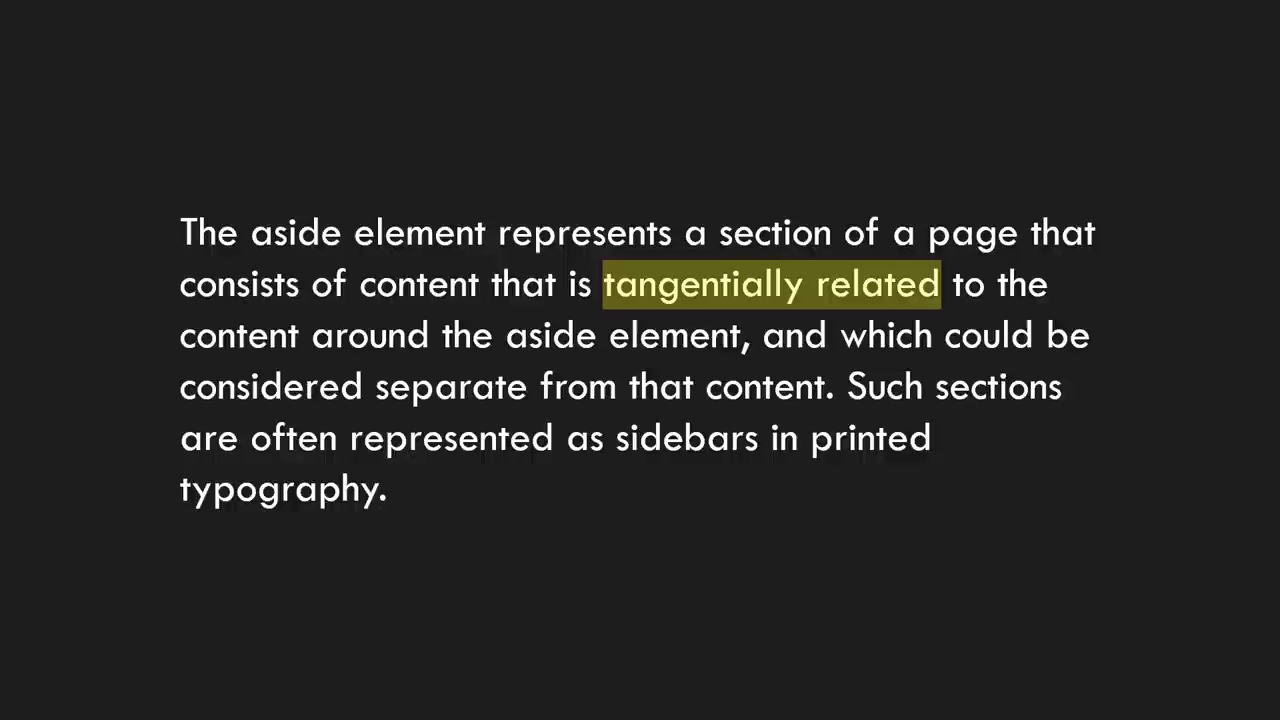 The aside element represents a section of a page that
consists of content that is tangentially related to the
content around the aside element, and which could be
considered separate from that content. Such sections
are often represented as sidebars in printed
typography.